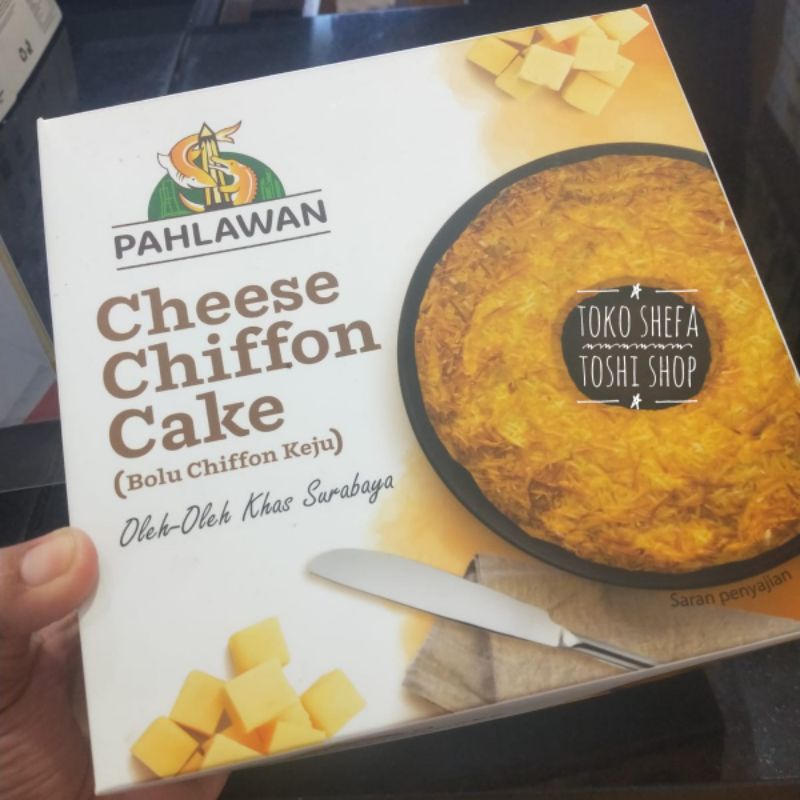 PAHLAWAN
Cheese
Chiffon
Cake
(Bolu Chiffon Keju)
Oleh-Oleh Khas Surabaya
TOKO SHEFA
TOSHI SHOP
Saran penyajian